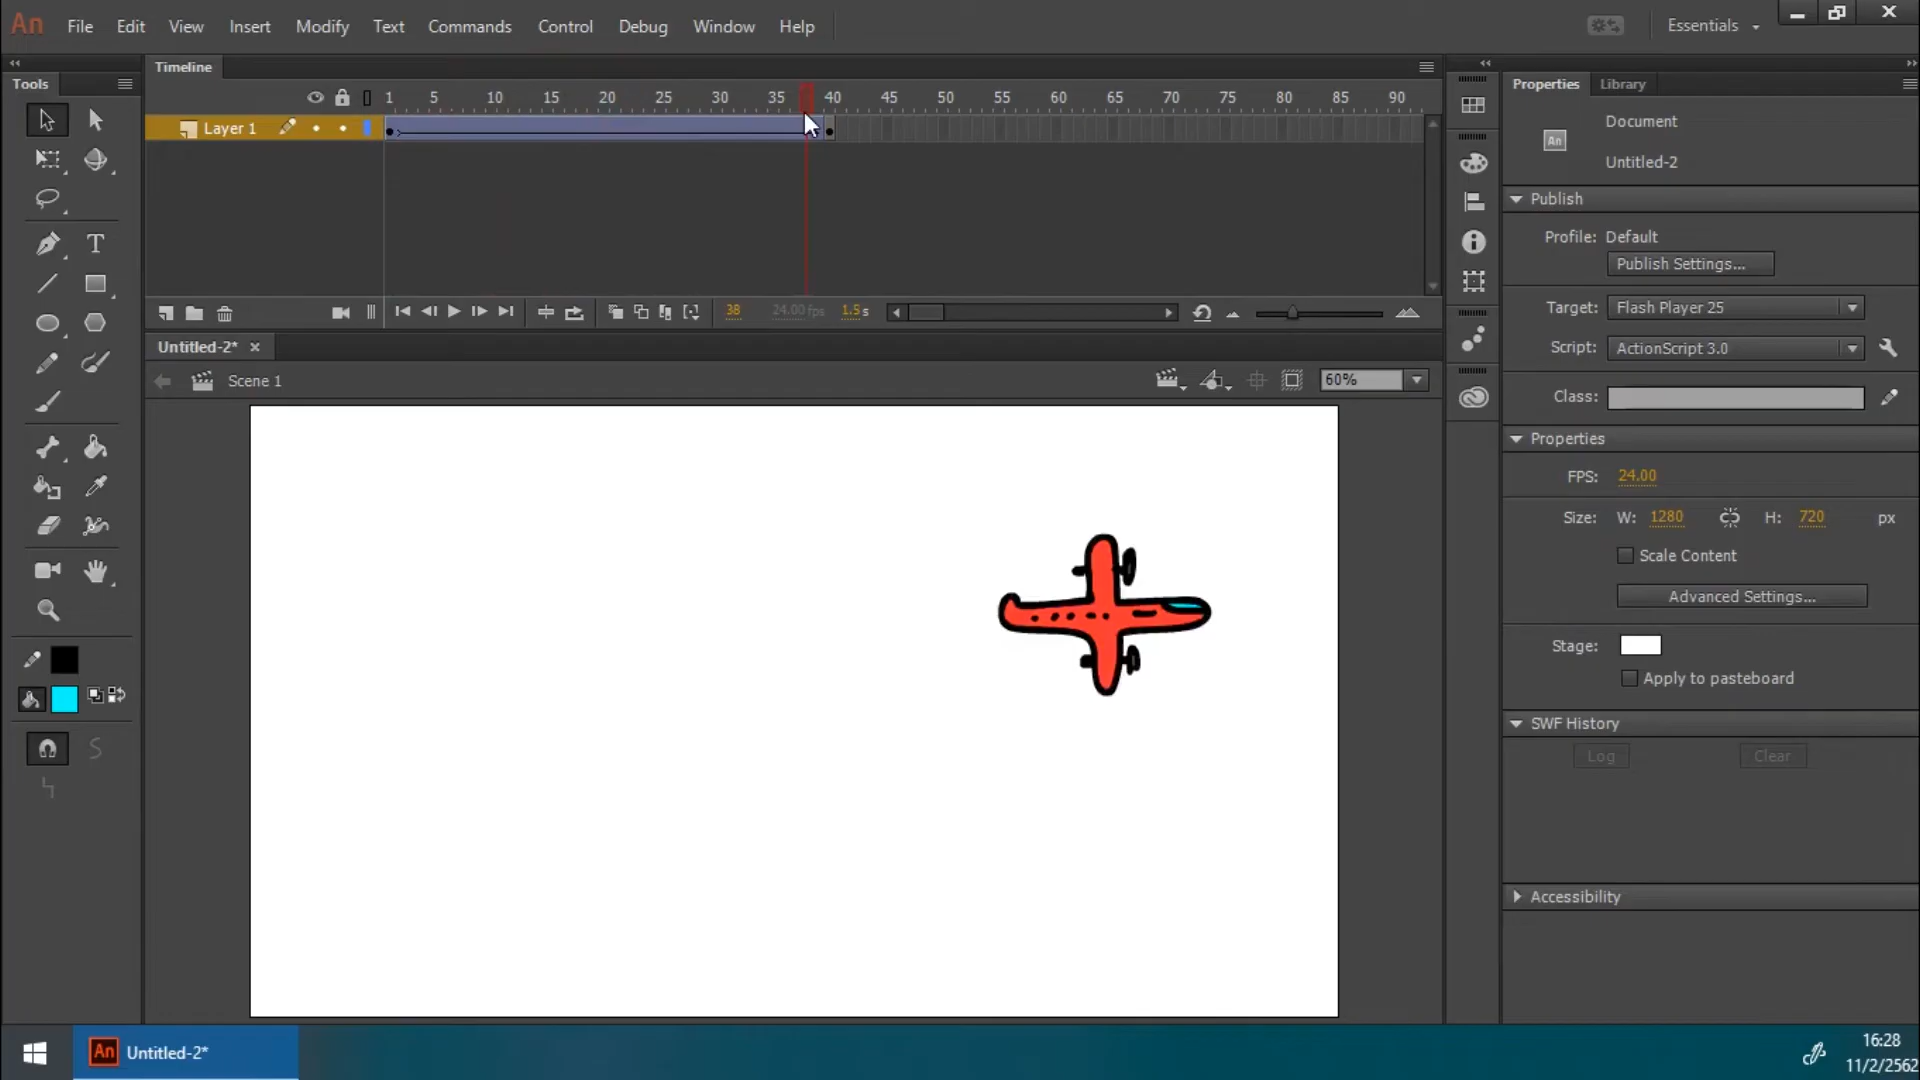 An File Edit View Insert Modify Text Commands Control Debug Window Help Essentials
Timeline
Tools
Properties Library
1 5 10 15 20 25 30 35 40 45 50 55 60 65 70 75 80 85 90
Layer 1
Document
An
Untitled-2
Publish
Profile: Default
Publish Settings...
Target: Flash Player 25
38 24.00 fps 1.5 s
Script: ActionScript 3.0
Untitled-2* ×
Scene 1
60%
Class:
Properties
FPS: 24.00
Size: W: 1280 H: 720 px
Scale Content
Advanced Settings...
Stage:
Apply to pasteboard
SWF History
Log Clear
Accessibility
An Untitled-2*
16:28
11/2/2562